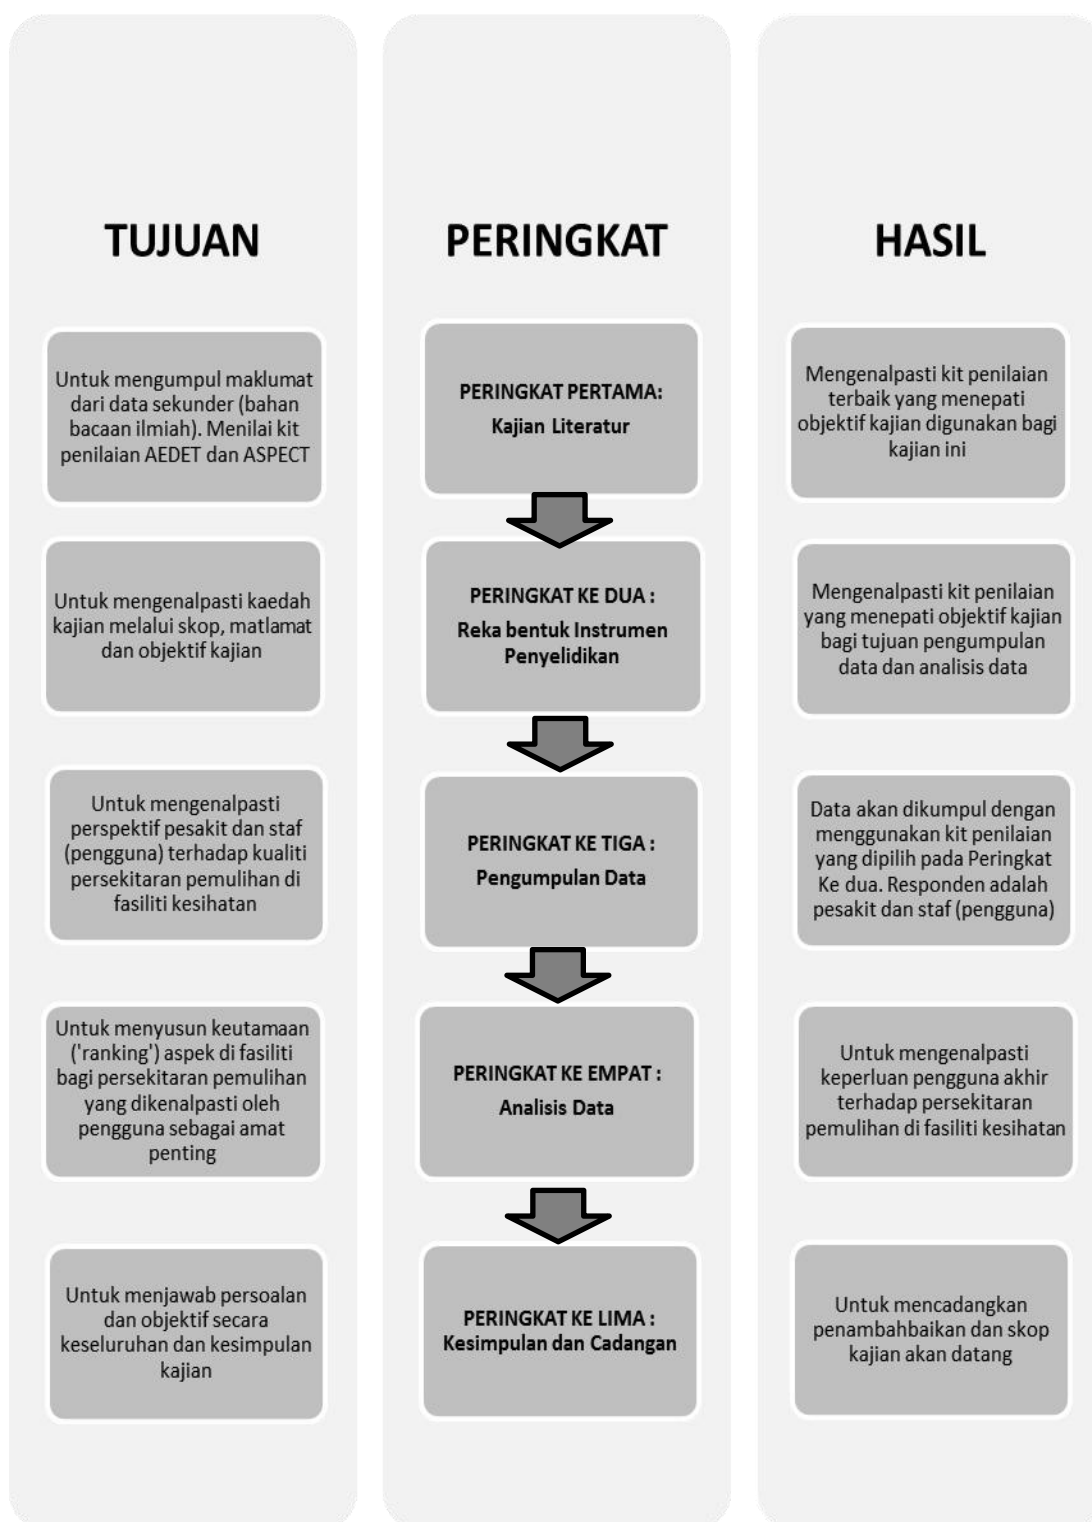 TUJUAN
Untuk mengumpul maklumat
dari data sekunder (bahan
bacaan ilmiah). Menilai kit
penilaian AEDET dan ASPECT
Untuk mengenalpasti kaedah
kajian melalui skop, matlamat
dan objektif kajian
Untuk mengenalpasti
perspektif pesakit dan staf
(pengguna) terhadap kualiti
persekitaran pemulihan di
fasiliti kesihatan
Untuk menyusun keutamaan
('ranking') aspek di fasiliti
bagi persekitaran pemulihan
yang dikenalpasti oleh
pengguna sebagai amat
penting
Untuk menjawab persoalan
dan objektif secara
keseluruhan dan kesimpulan
kajian
PERINGKAT
PERINGKAT PERTAMA:
Kajian Literatur
PERINGKAT KE DUA :
Reka bentuk Instrumen
Penyelidikan
PERINGKAT KE TIGA :
Pengumpulan Data
PERINGKAT KE EMPAT :
Analisis Data
PERINGKAT KE LIMA :
Kesimpulan dan Cadangan
HASIL
Mengenalpasti kit penilaian
terbaik yang menepati
objektif kajian digunakan bagi
kajian ini
Mengenalpasti kit penilaian
yang menepati objektif kajian
bagi tujuan pengumpulan
data dan analisis data
Data akan dikumpul dengan
menggunakan kit penilaian
yang dipilih pada Peringkat
Ke dua. Responden adalah
pesakit dan staf (pengguna)
Untuk mengenalpasti
keperluan pengguna akhir
terhadap persekitaran
pemulihan di fasiliti kesihatan
Untuk mencadangkan
penambahbaikan dan skop
kajian akan datang